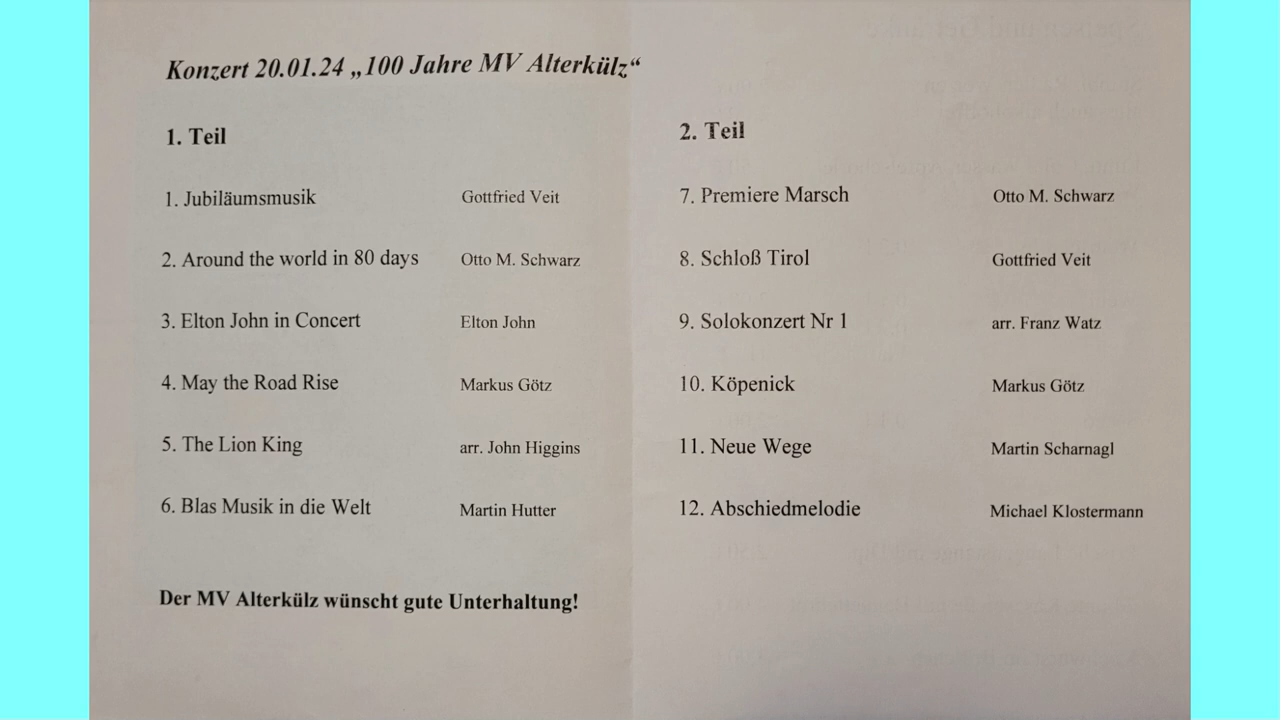 Konzert 20.01.24 „100 Jahre MV Alterkülz“
1. Teil
1. Jubiläumsmusik Gottfried Veit
2. Around the world in 80 days Otto M. Schwarz
3. Elton John in Concert Elton John
4. May the Road Rise Markus Götz
5. The Lion King arr. John Higgins
6. Blas Musik in die Welt Martin Hutter
Der MV Alterkülz wünscht gute Unterhaltung!
2. Teil
7. Premiere Marsch Otto M. Schwarz
8. Schloß Tirol Gottfried Veit
9. Solokonzert Nr 1 arr. Franz Watz
10. Köpenick Markus Götz
11. Neue Wege Martin Scharnagl
12. Abschiedmelodie Michael Klostermann